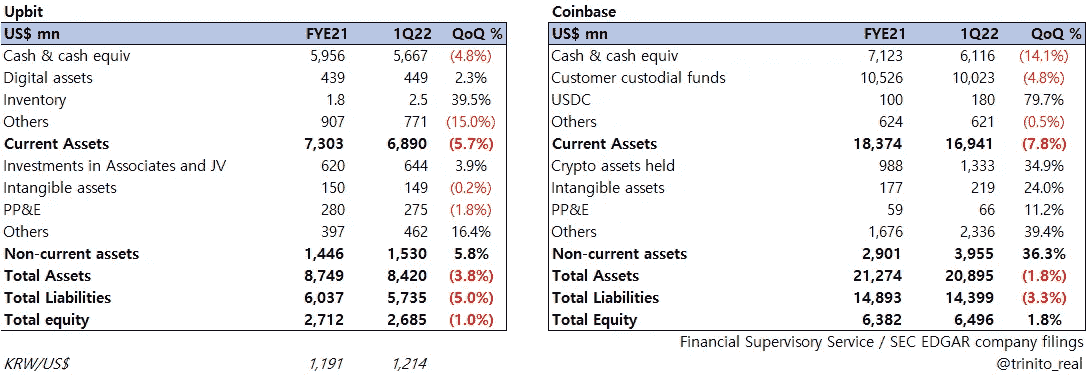 Upbit
US$ mn FYE21 1Q22 QoQ %
Cash & cash equiv 5,956 5,667 (4.8%)
Digital assets 439 449 2.3%
Inventory 1.8 2.5 39.5%
Others 907 771 (15.0%)
Current Assets 7,303 6,890 (5.7%)
Investments in Associates and JV 620 644 3.9%
Intangible assets 150 149 (0.2%)
PP&E 280 275 (1.8%)
Others 397 462 16.4%
Non-current assets 1,446 1,530 5.8%
Total Assets 8,749 8,420 (3.8%)
Total Liabilities 6,037 5,735 (5.0%)
Total equity 2,712 2,685 (1.0%)
KRW/US$ 1,191 1,214
Coinbase
US$ mn FYE21 1Q22 QoQ %
Cash & cash equiv 7,123 6,116 (14.1%)
Customer custodial funds 10,526 10,023 (4.8%)
USDC 100 180 79.7%
Others 624 621 (0.5%)
Current Assets 18,374 16,941 (7.8%)
Crypto assets held 988 1,333 34.9%
Intangible assets 177 219 24.0%
PP&E 59 66 11.2%
Others 1,676 2,336 39.4%
Non-current assets 2,901 3,955 36.3%
Total Assets 21,274 20,895 (1.8%)
Total Liabilities 14,893 14,399 (3.3%)
Total Equity 6,382 6,496 1.8%
Financial Supervisory Service / SEC EDGAR company filings
@trinito_real